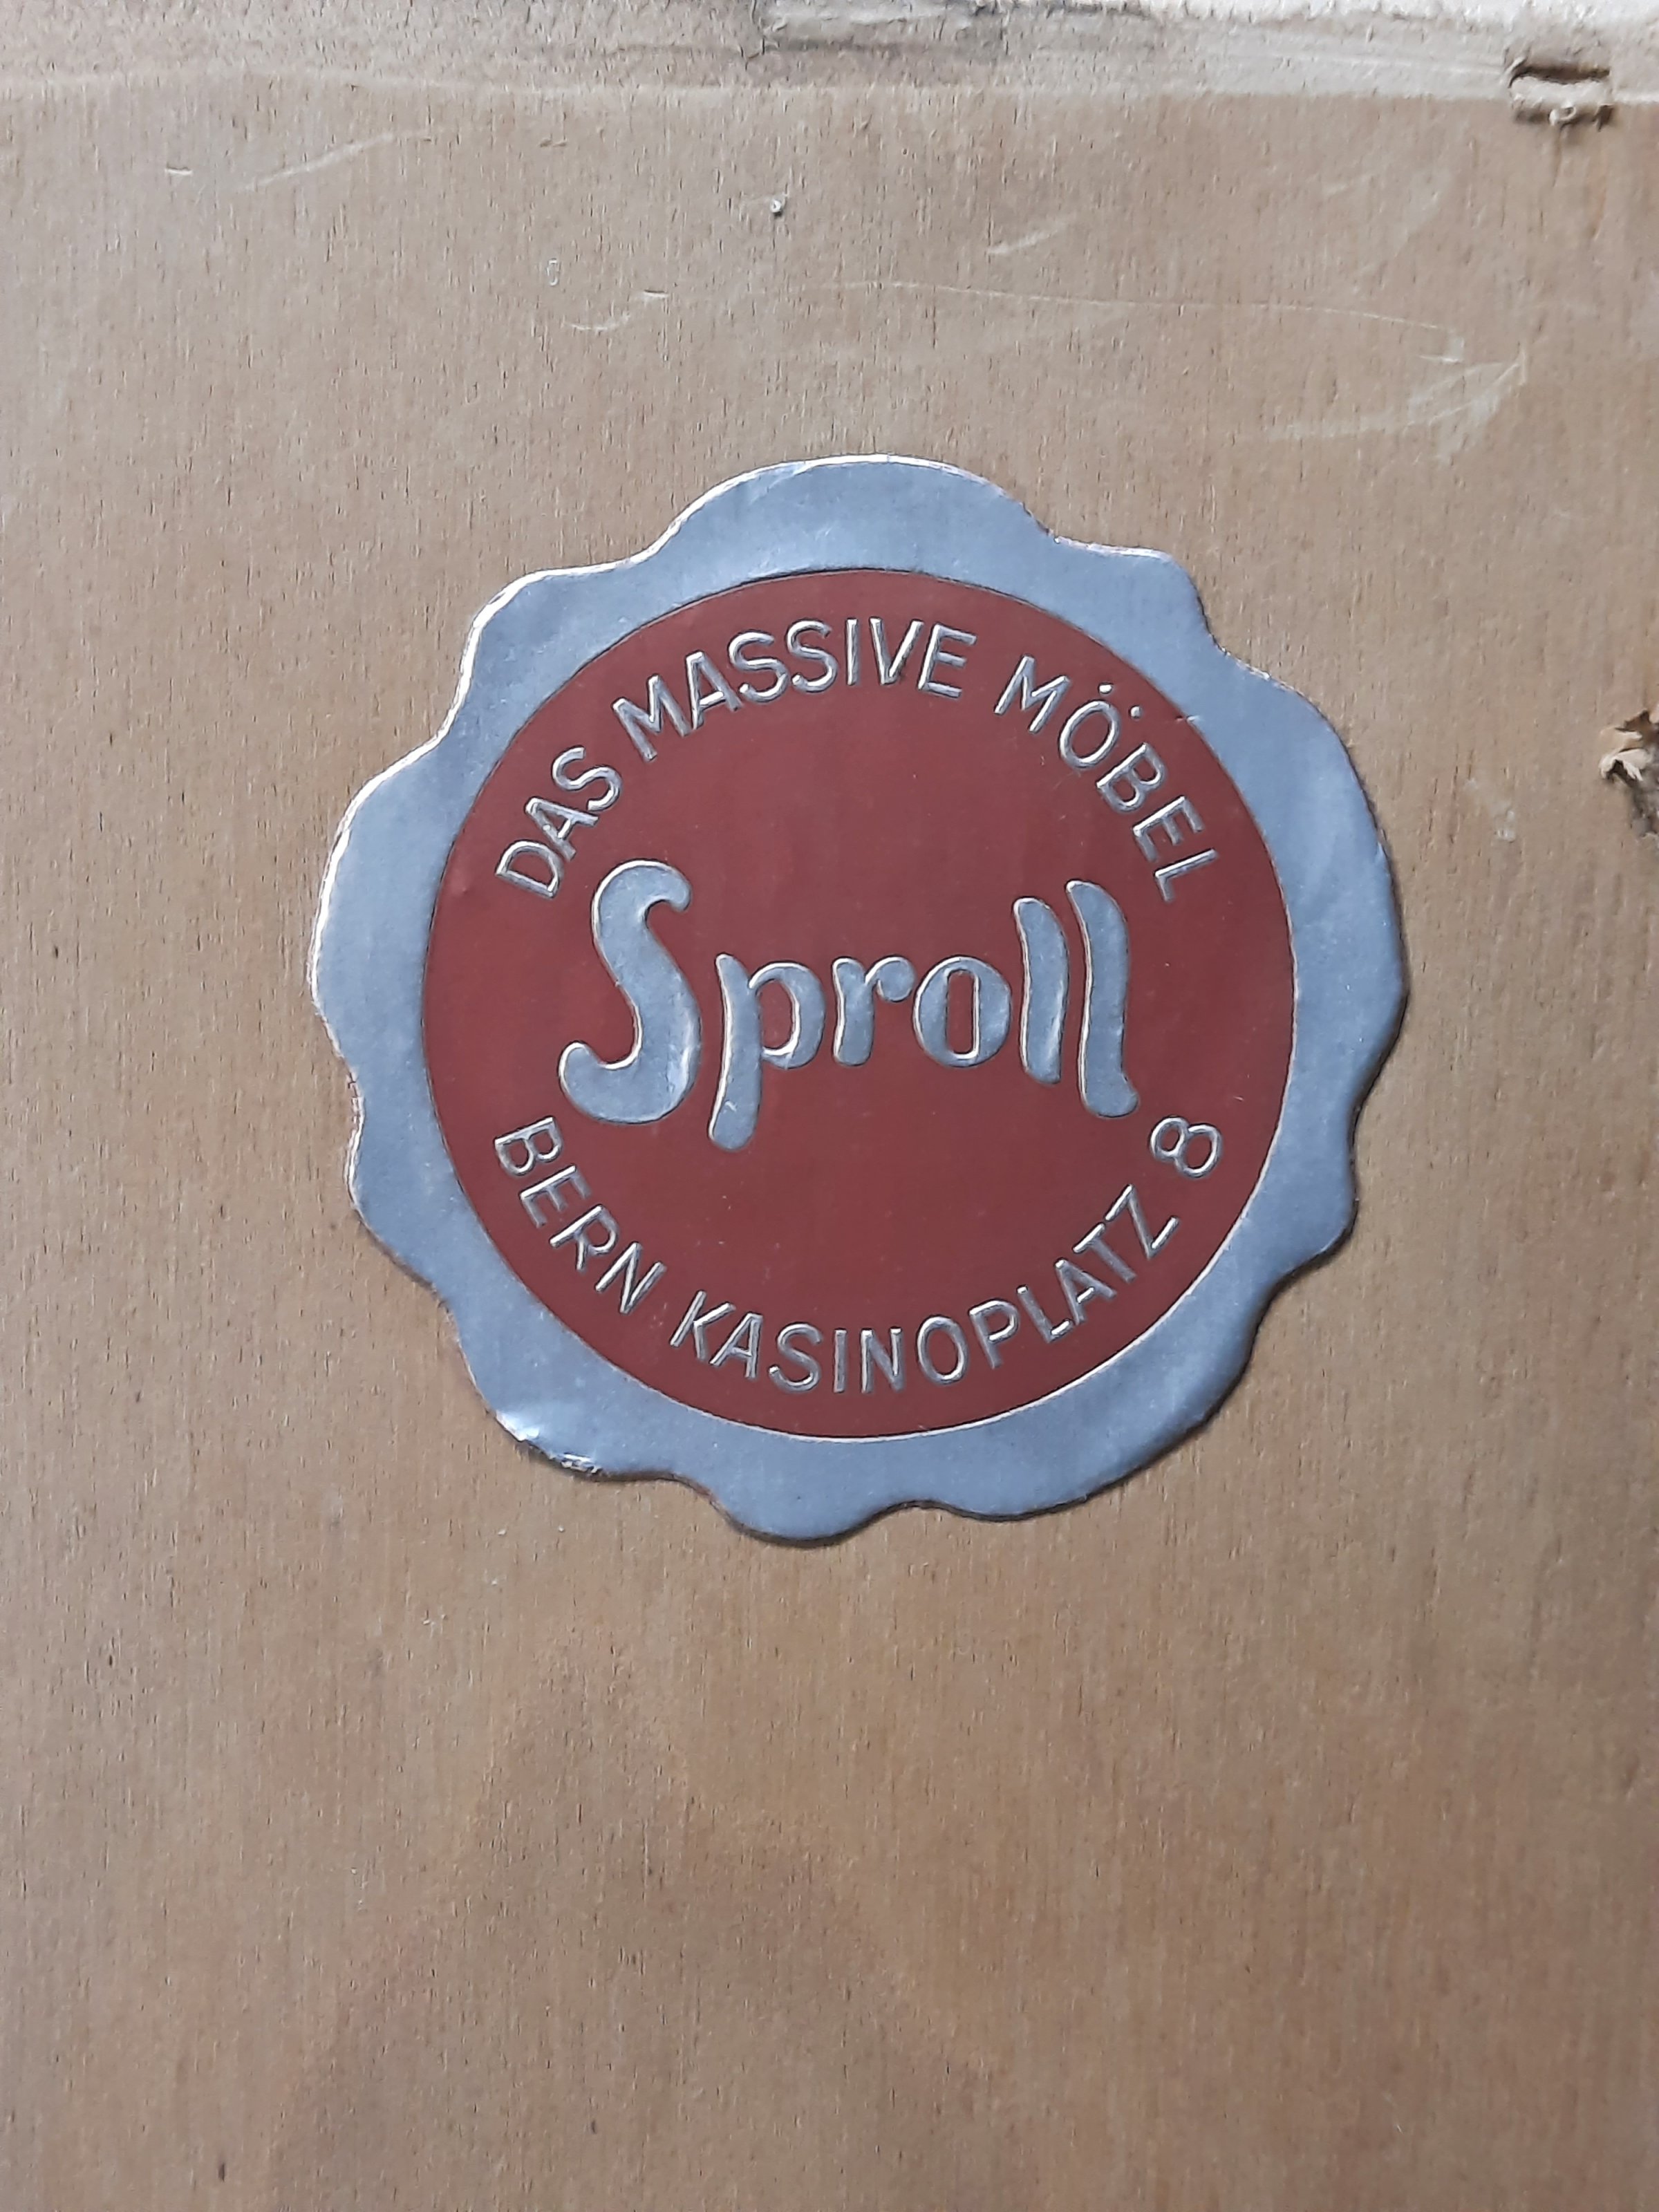 DAS MASSIVE MÖBEL
Sproll
BERN KASINOPLATZ 8